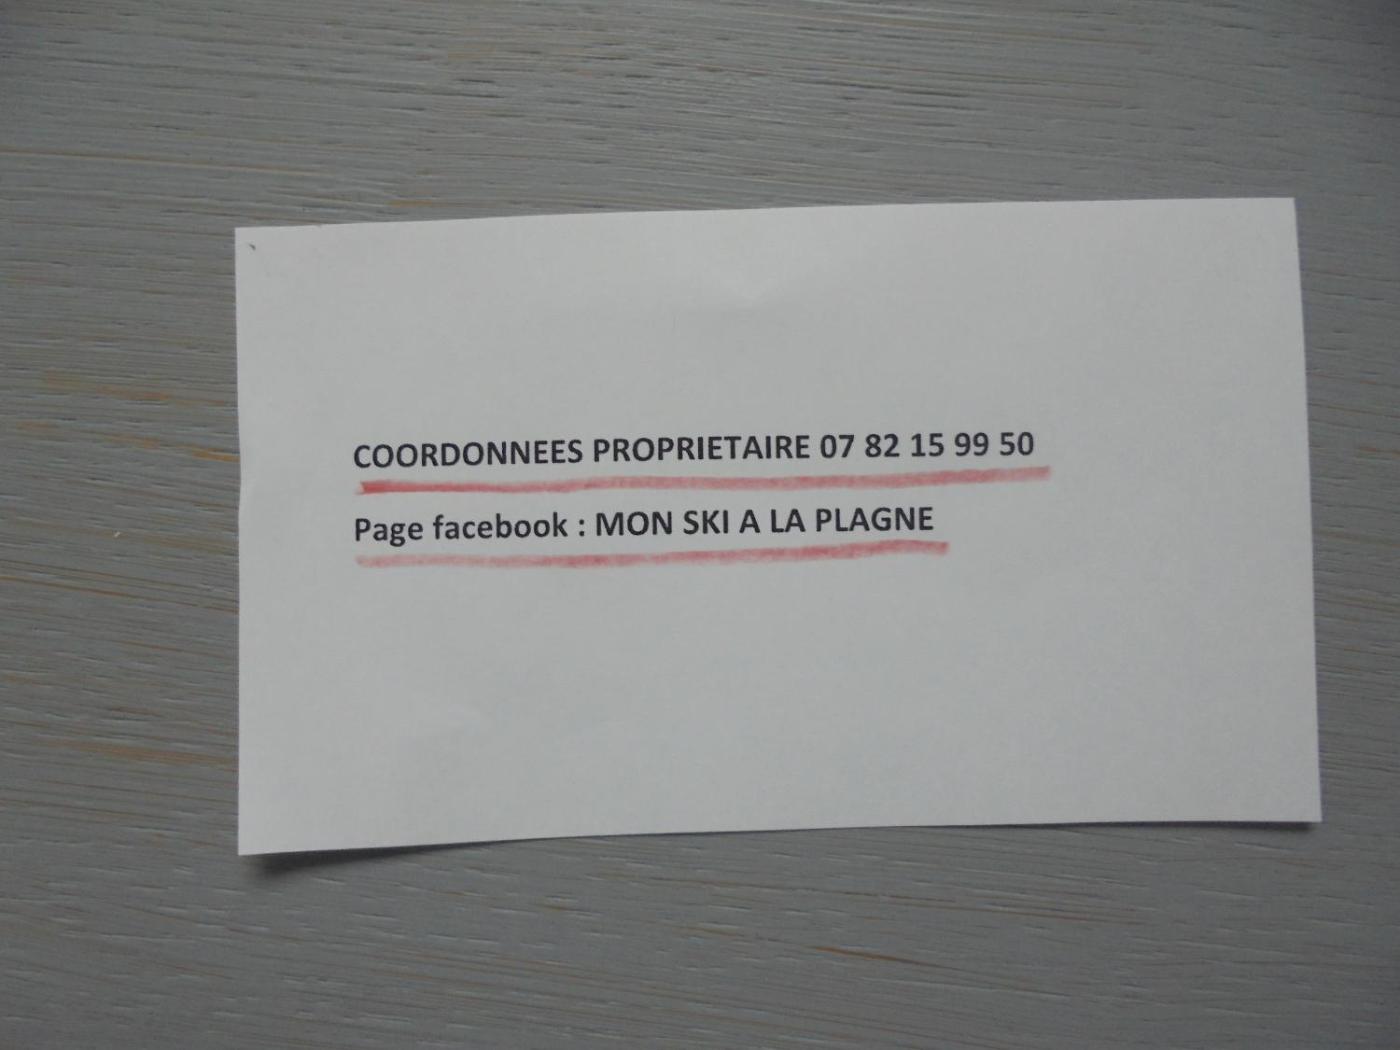 COORDONNEES PROPRIETAIRE 07 82 15 99 50
Page facebook : MON SKI A LA PLAGNE